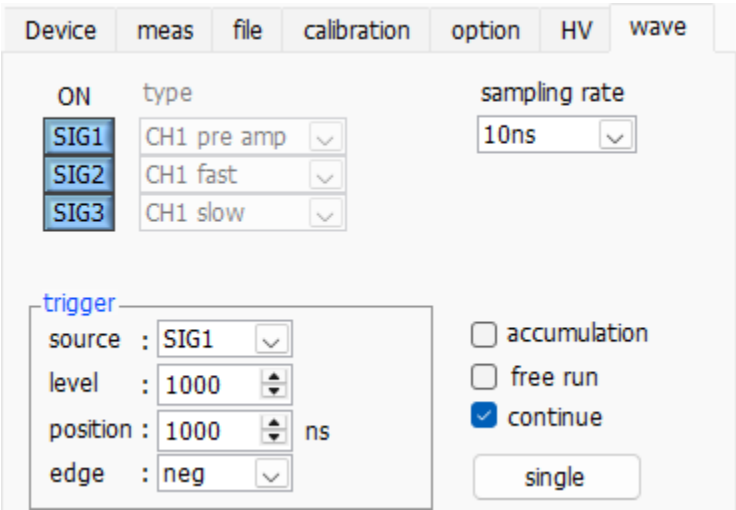 Device meas file calibration option HV wave
ON type sampling rate
SIG1 CH1 pre amp 10ns
SIG2 CH1 fast
SIG3 CH1 slow
trigger
source : SIG1
level : 1000
position : 1000 ns
edge : neg
accumulation
free run
continue
single